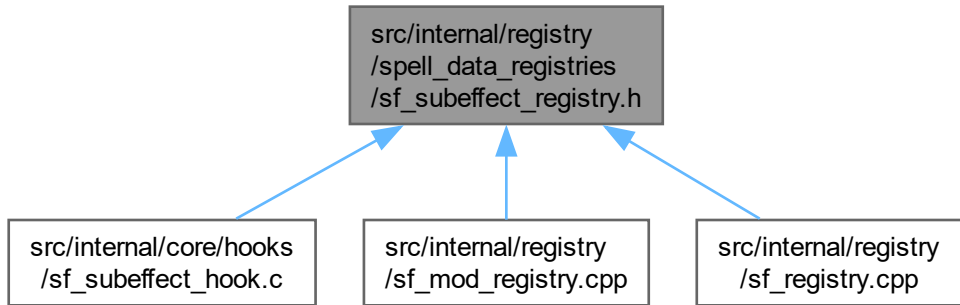 src/internal/registry
/spell_data_registries
/sf_subeffect_registry.h
src/internal/core/hooks
/sf_subeffect_hook.c
src/internal/registry
/sf_mod_registry.cpp
src/internal/registry
/sf_registry.cpp